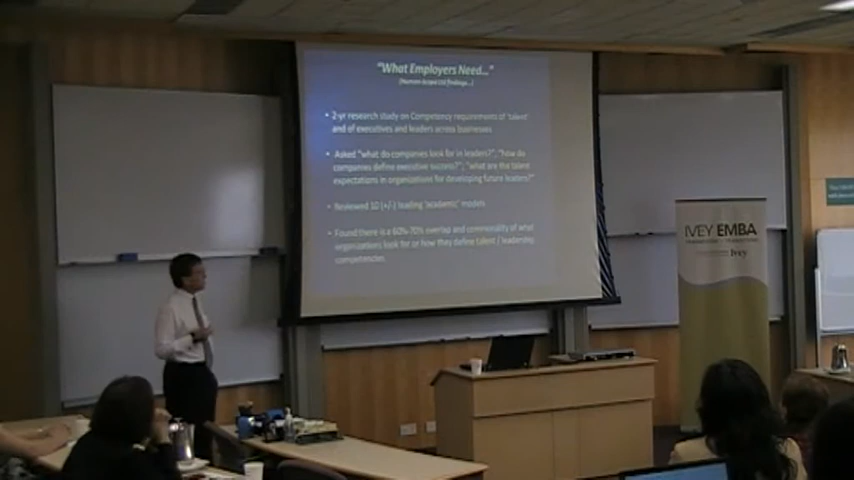 "What Employers Need..."
• 2-yr research study on Competency requirements of 'talent'
and of executives and leaders across businesses
• Asked "what do companies look for in leaders?"; "how do
companies define executive success?"; "what are the talent
expectations in organizations for developing future leaders?"
• Reviewed 10 (+/-) leading 'academic' models
• Found there is a 60%-70% overlap and commonality of what
organizations look for or how they define talent / leadership
competencies.
IVEY EMBA
Ivey